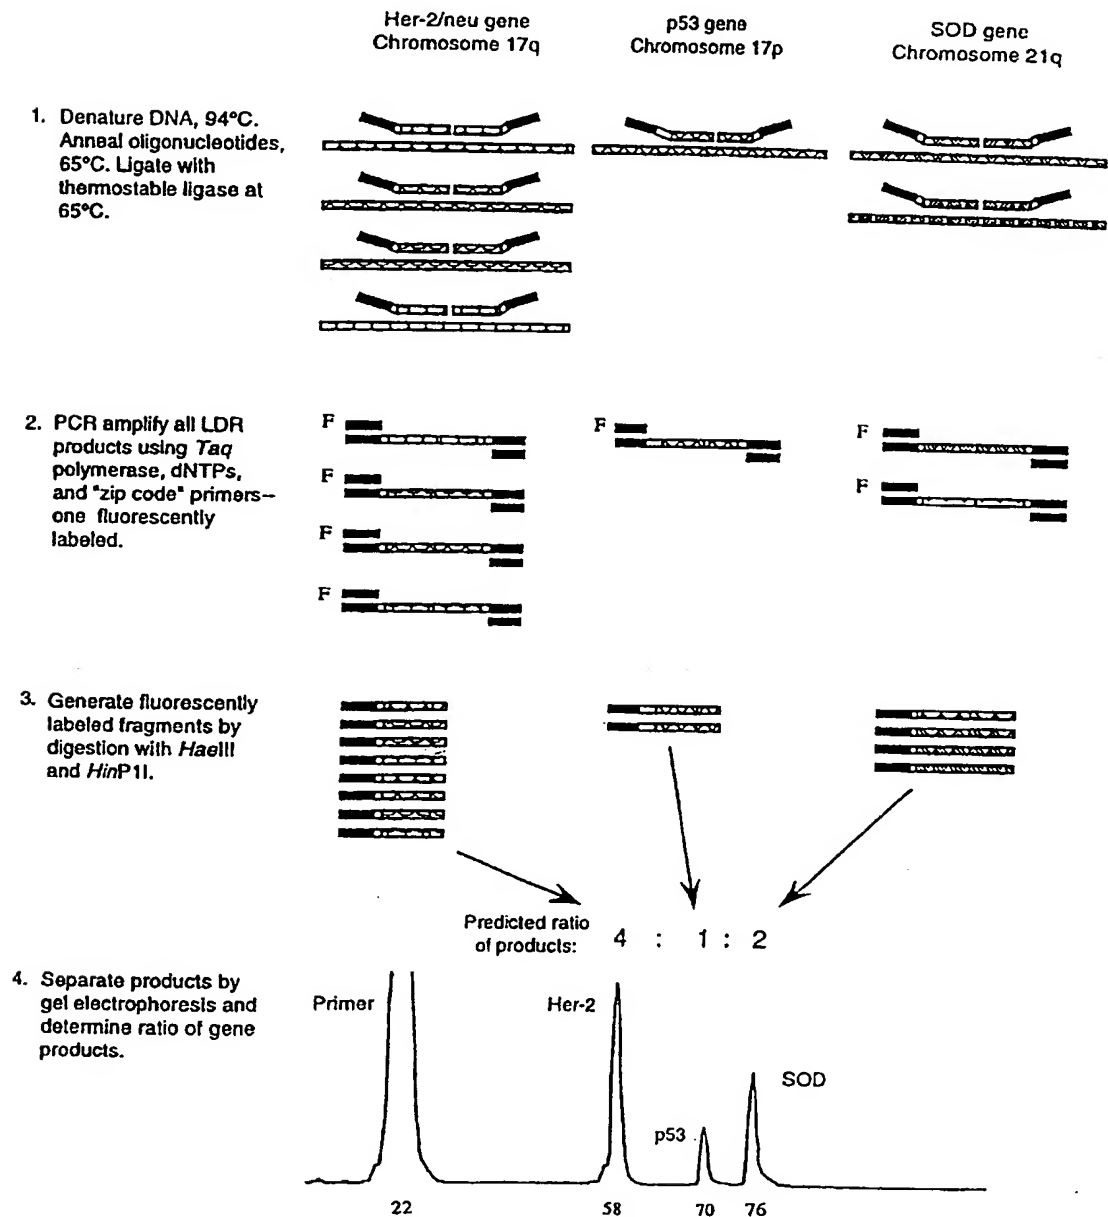 Her-2/neu gene
Chromosome 17q
p53 gene
Chromosome 17p
SOD gene
Chromosome 21q
1. Denature DNA, 94°C.
Anneal oligonucleotides,
65°C. Ligate with
thermostable ligase at
65°C.
2. PCR amplify all LDR
products using Taq
polymerase, dNTPs,
and "zip code" primers--
one fluorescently
labeled.
F
F
F
F
F
F
F
3. Generate fluorescently
labeled fragments by
digestion with HaeIII
and HinP1I.
Predicted ratio
of products:
4 : 1 : 2
4. Separate products by
gel electrophoresis and
determine ratio of gene
products.
Primer
Her-2
p53
SOD
22
58
70
76